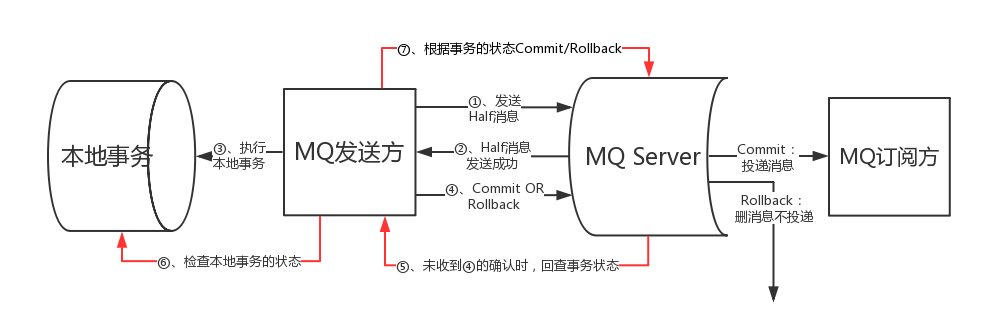 ⑦、根据事务的状态Commit/Rollback
①、发送
Half消息
本地事务
③、执行
本地事务
MQ发送方
②、Half消息
发送成功
MQ Server
Commit：
投递消息
MQ订阅方
④、Commit OR
Rollback
Rollback：
删消息不投递
⑥、检查本地事务的状态
⑤、未收到④的确认时，回查事务状态